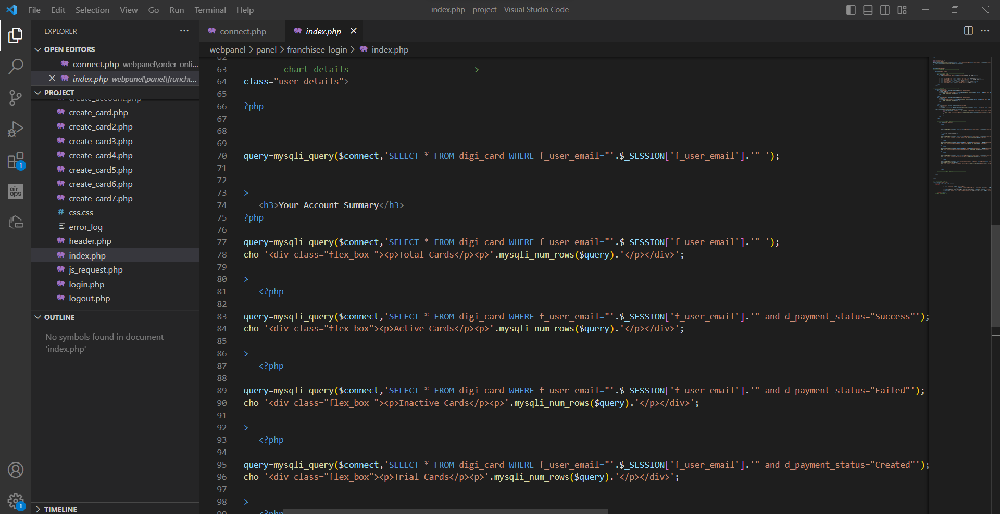 File Edit Selection View Go Run Terminal Help
index.php - project - Visual Studio Code
EXPLORER
OPEN EDITORS
connect.php webpanel\order_onli...
index.php webpanel\panel\franchi...
PROJECT
create_account.php
create_card.php
create_card2.php
create_card3.php
create_card4.php
create_card5.php
create_card6.php
create_card7.php
# css.css
error_log
header.php
index.php
js_request.php
login.php
logout.php
OUTLINE
No symbols found in document
'index.php'
TIMELINE
1
air
ops
1
connect.php
index.php
webpanel > panel > franchisee-login > index.php
62
63 --------chart details------------------------->
64 class="user_details">
65
66 ?php
67
68
69
70 query=mysqli_query($connect,'SELECT * FROM digi_card WHERE f_user_email="'.$_SESSION['f_user_email'].'" ');
71
72
73 >
74 <h3>Your Account Summary</h3>
75 ?php
76
77 query=mysqli_query($connect,'SELECT * FROM digi_card WHERE f_user_email="'.$_SESSION['f_user_email'].'" ');
78 cho '<div class="flex_box "><p>Total Cards</p><p>'.mysqli_num_rows($query).'</p></div>';
79
80 >
81 <?php
82
83 query=mysqli_query($connect,'SELECT * FROM digi_card WHERE f_user_email="'.$_SESSION['f_user_email'].'" and d_payment_status="Success"');
84 cho '<div class="flex_box"><p>Active Cards</p><p>'.mysqli_num_rows($query).'</p></div>';
85
86 >
87 <?php
88
89 query=mysqli_query($connect,'SELECT * FROM digi_card WHERE f_user_email="'.$_SESSION['f_user_email'].'" and d_payment_status="Failed"');
90 cho '<div class="flex_box "><p>Inactive Cards</p><p>'.mysqli_num_rows($query).'</p></div>';
91
92 >
93 <?php
94
95 query=mysqli_query($connect,'SELECT * FROM digi_card WHERE f_user_email="'.$_SESSION['f_user_email'].'" and d_payment_status="Created"');
96 cho '<div class="flex_box"><p>Trial Cards</p><p>'.mysqli_num_rows($query).'</p></div>';
97
98 >
99 <?php